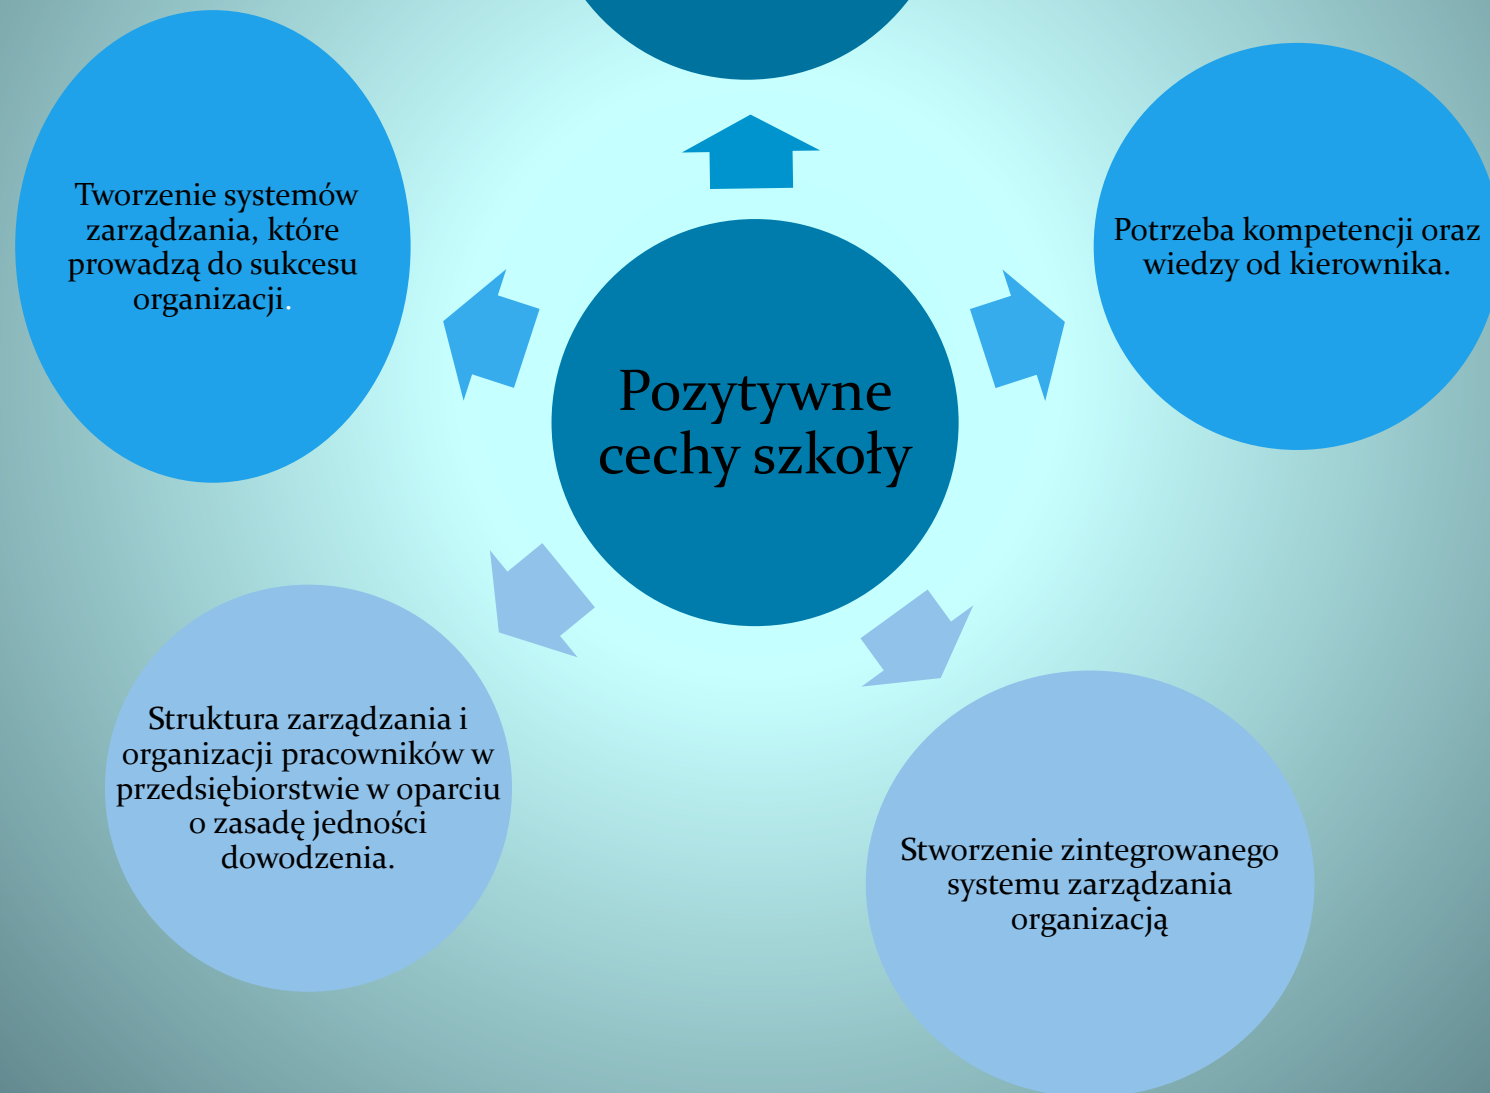 Tworzenie systemów
zarządzania, które
prowadzą do sukcesu
organizacji.
Potrzeba kompetencji oraz
wiedzy od kierownika.
Pozytywne
cechy szkoły
Struktura zarządzania i
organizacji pracowników w
przedsiębiorstwie w oparciu
o zasadę jedności
dowodzenia.
Stworzenie zintegrowanego
systemu zarządzania
organizacją